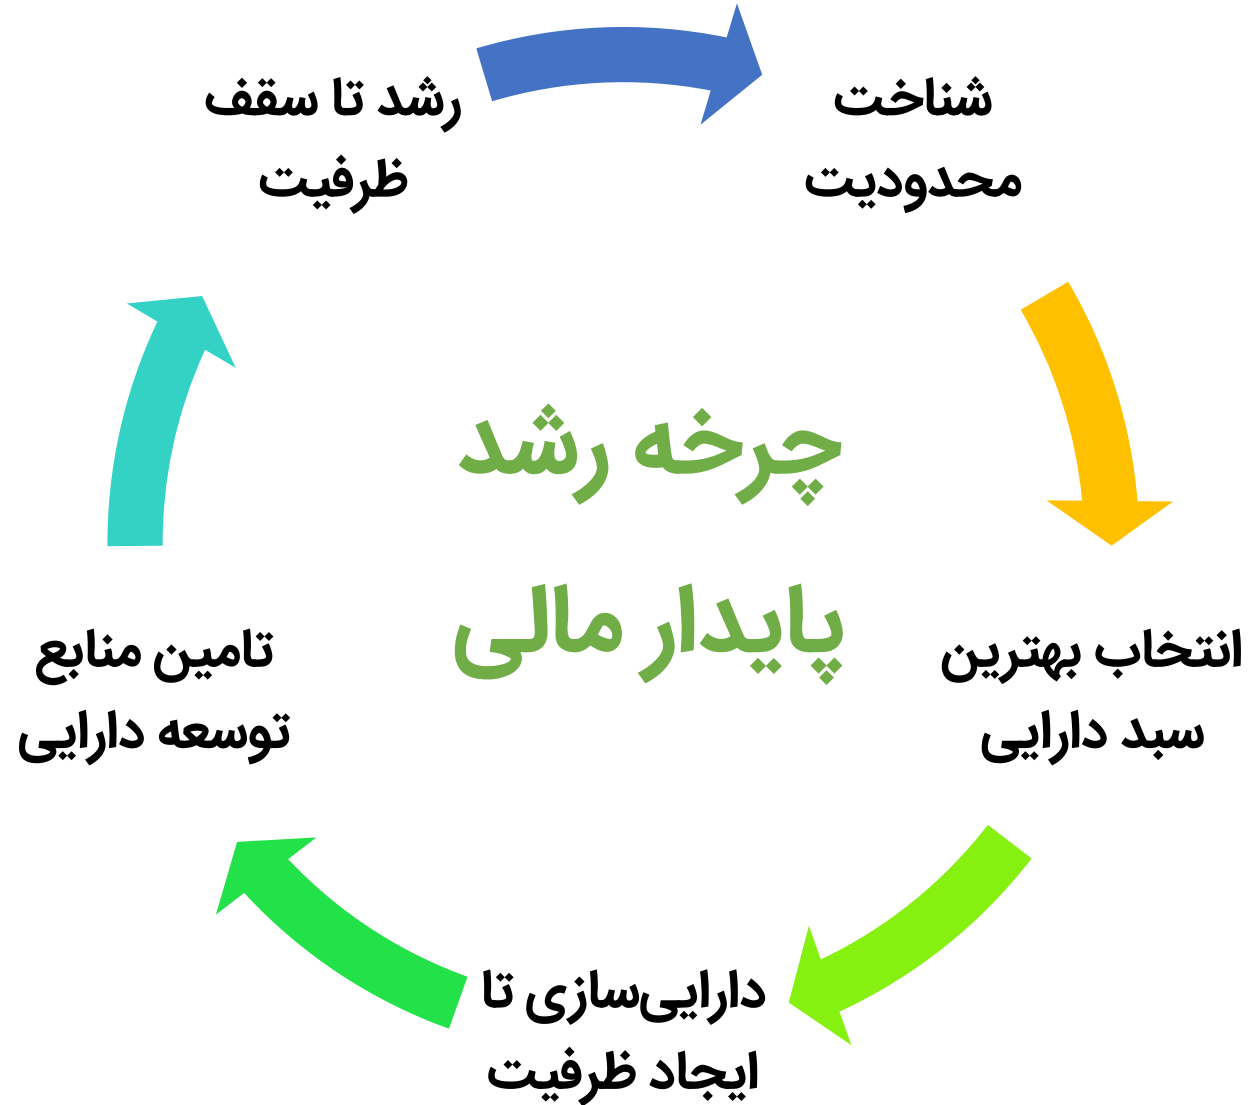 چرخه رشد
پایدار مالی
شناخت
محدودیت
انتخاب بهترین
سبد دارایی
دارایی‌سازی تا
ایجاد ظرفیت
تامین منابع
توسعه دارایی
رشد تا سقف
ظرفیت